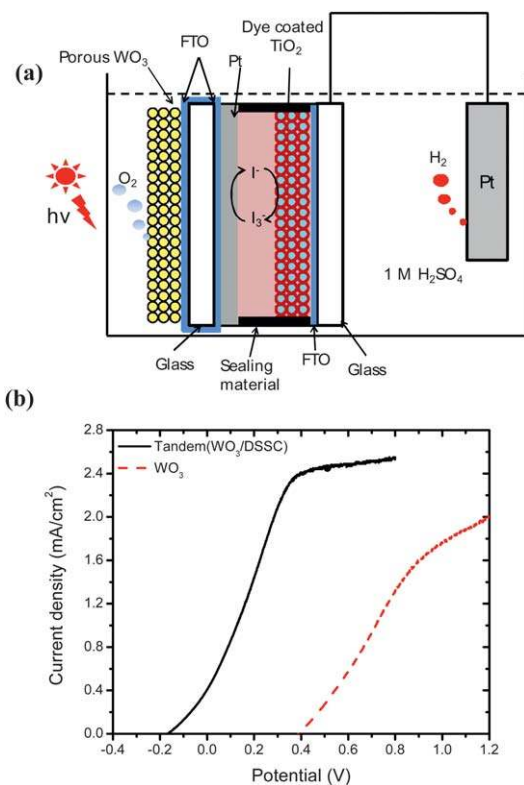 (a)
Porous WO₃
FTO
Pt
Dye coated
TiO₂
hν
O₂
I⁻
I₃⁻
H₂
Pt
1 M H₂SO₄
Glass
Sealing
material
FTO
Glass
(b)
Current density (mA/cm²)
2.8
2.4
2.0
1.6
1.2
0.8
0.4
0.0
Tandem(WO₃/DSSC)
WO₃
-0.4 -0.2 0.0 0.2 0.4 0.6 0.8 1.0 1.2
Potential (V)